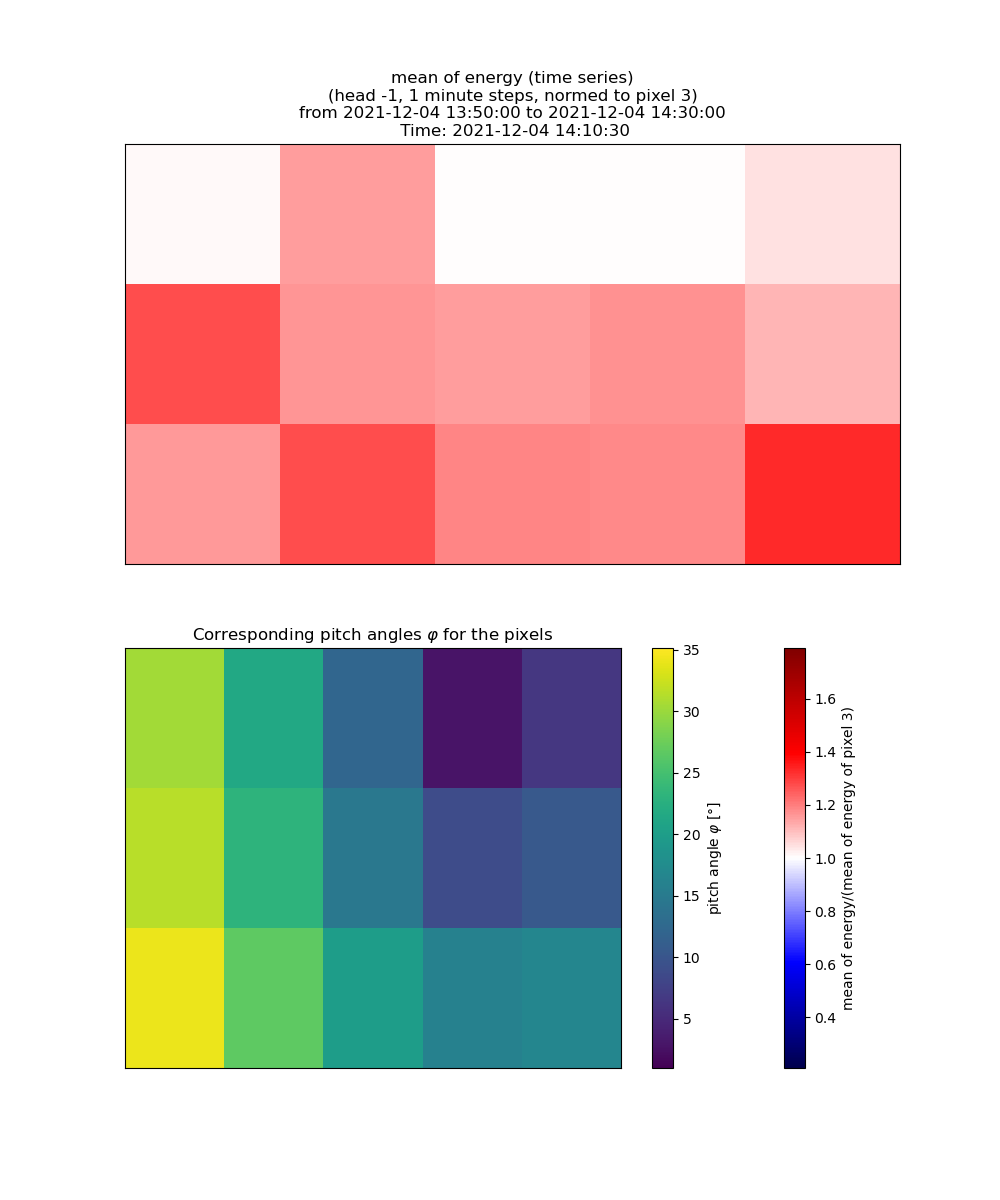 mean of energy (time series)
(head -1, 1 minute steps, normed to pixel 3)
from 2021-12-04 13:50:00 to 2021-12-04 14:30:00
Time: 2021-12-04 14:10:30
Corresponding pitch angles φ for the pixels
35
30
25
20
15
10
5
pitch angle φ [°]
1.6
1.4
1.2
1.0
0.8
0.6
0.4
mean of energy/(mean of energy of pixel 3)